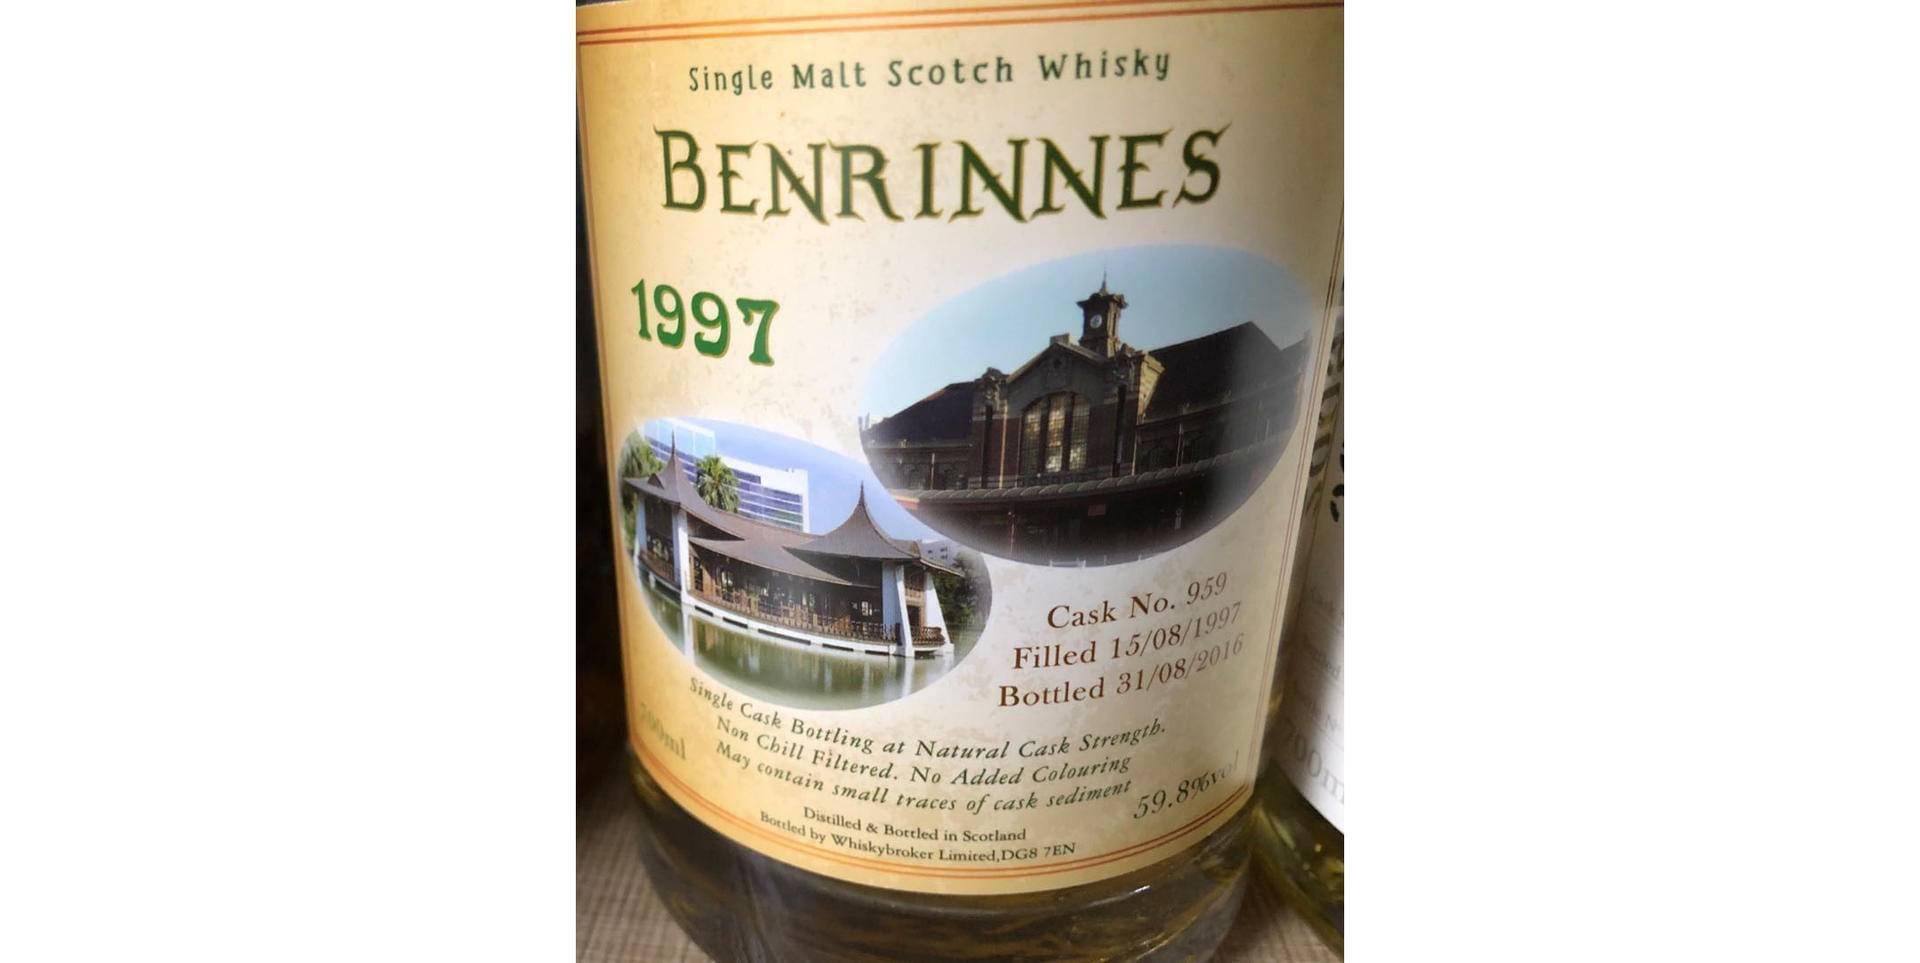 Single Malt Scotch Whisky
BENRINNES
1997
Cask No. 959
Filled 15/08/1997
Bottled 31/08/2016
Single Cask Bottling at Natural Cask Strength.
Non Chill Filtered. No Added Colouring
May contain small traces of cask sediment
700ml
59.8%vol
Distilled & Bottled in Scotland
Bottled by Whiskybroker Limited,DG8 7EN